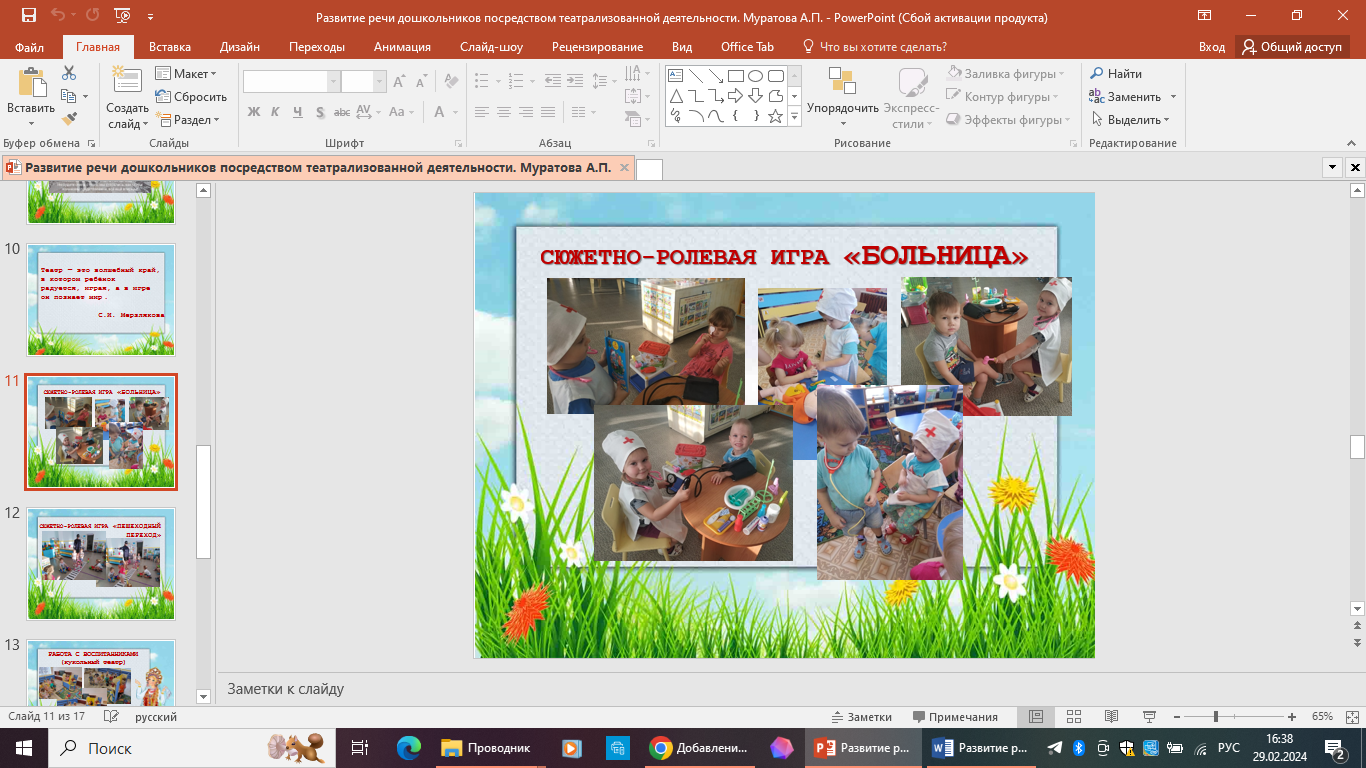 Развитие речи дошкольников посредством театрализованной деятельности. Муратова А.П. - PowerPoint (Сбой активации продукта)
Файл Главная Вставка Дизайн Переходы Анимация Слайд-шоу Рецензирование Вид Office Tab Что вы хотите сделать? Вход Общий доступ
Вставить
Создать слайд
Макет
Сбросить
Раздел
Ж К Ч S abc AV Aa A
Упорядочить
Экспресс-стили
Заливка фигуры
Контур фигуры
Эффекты фигуры
Найти
Заменить
Выделить
Буфер обмена Слайды Шрифт Абзац Рисование Редактирование
Развитие речи дошкольников посредством театрализованной деятельности. Муратова А.П.
10
Театр – это волшебный край,
в котором ребёнок
радуется, играя, а в игре
он познает мир.
С.И. Мерзлякова
11
СЮЖЕТНО-РОЛЕВАЯ ИГРА «БОЛЬНИЦА»
12
СЮЖЕТНО-РОЛЕВАЯ ИГРА «ПЕШЕХОДНЫЙ
ПЕРЕХОД»
13
РАБОТА С ВОСПИТАННИКАМИ
(кукольный театр)
СЮЖЕТНО-РОЛЕВАЯ ИГРА «БОЛЬНИЦА»
Заметки к слайду
Слайд 11 из 17 русский Заметки Примечания 65%
Поиск Проводник Добавлени... Развитие р... Развитие р... РУС
16:38
29.02.2024
2